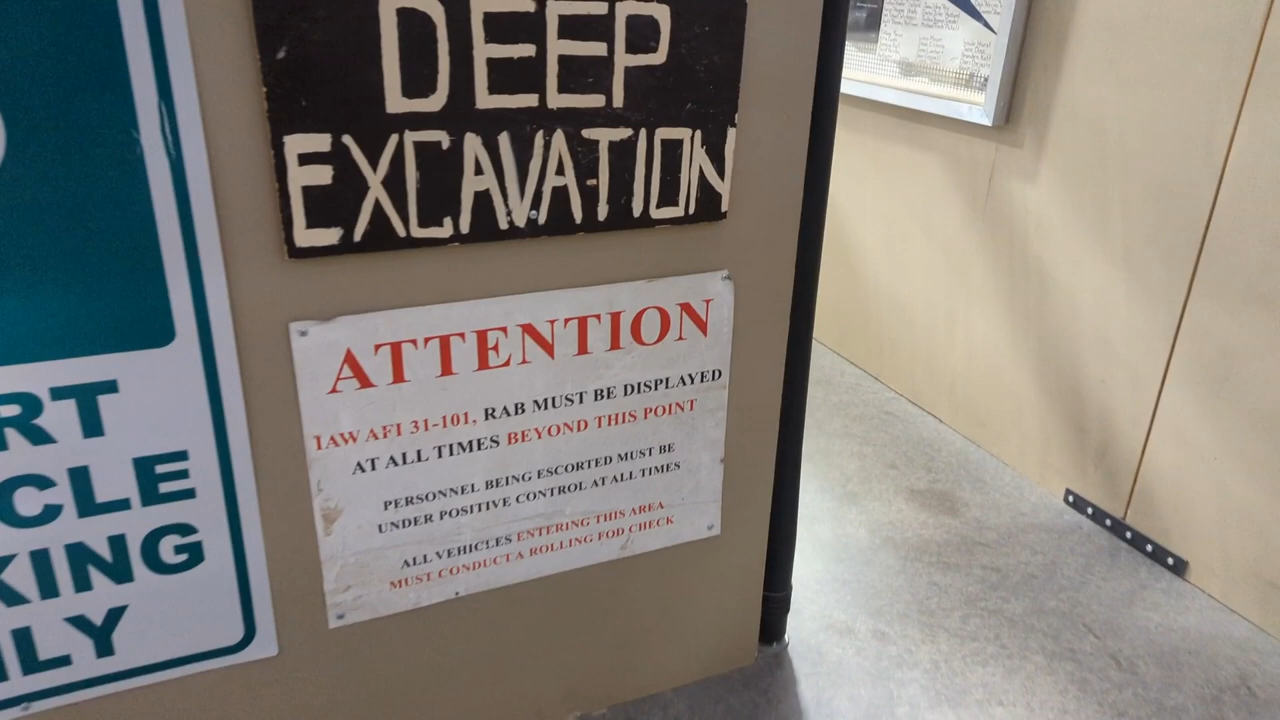 DEEP
EXCAVATION
ATTENTION
IAW AFI 31-101, RAB MUST BE DISPLAYED
AT ALL TIMES BEYOND THIS POINT
PERSONNEL BEING ESCORTED MUST BE
UNDER POSITIVE CONTROL AT ALL TIMES
ALL VEHICLES ENTERING THIS AREA
MUST CONDUCT A ROLLING FOD CHECK
RT
CLE
KING
LY